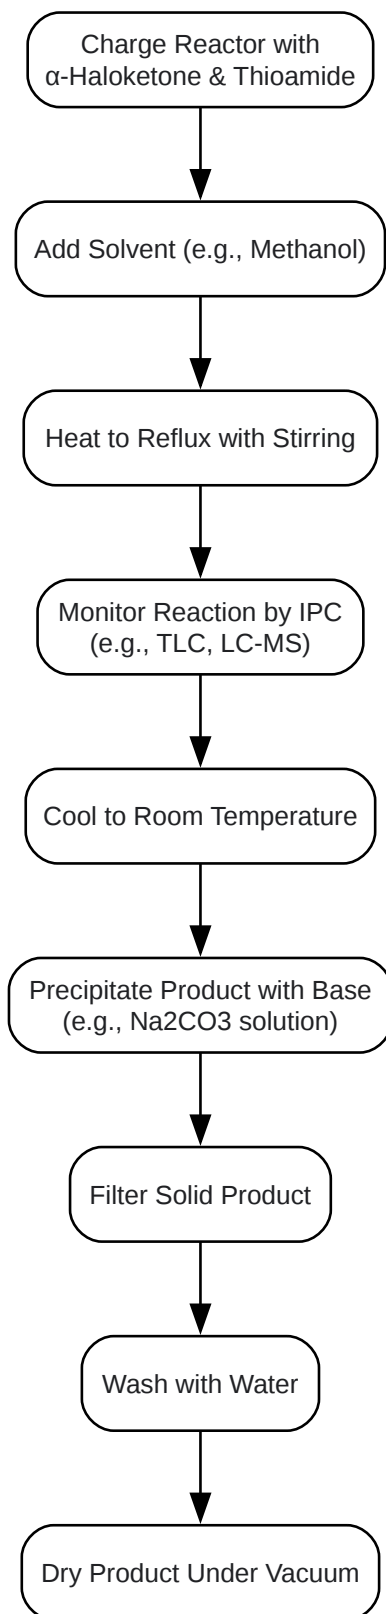 Charge Reactor with
α-Haloketone & Thioamide
Add Solvent (e.g., Methanol)
Heat to Reflux with Stirring
Monitor Reaction by IPC
(e.g., TLC, LC-MS)
Cool to Room Temperature
Precipitate Product with Base
(e.g., Na2CO3 solution)
Filter Solid Product
Wash with Water
Dry Product Under Vacuum